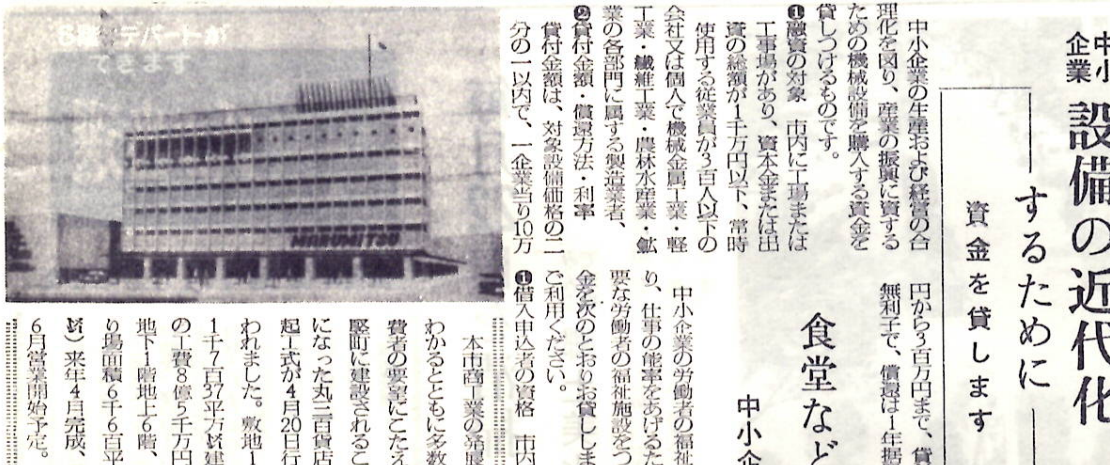 中小
企業
設備の近代化
―するために―
資金を貸します
中小企業の生産および経営の合
理化を図り、産業の振興に資する
ための機械設備を購入する資金を
貸しつけるものです。
❶融資の対象　市内に工場または
工事場があり、資本金または出
資の総額が1千万円以下、常時
使用する従業員が3百人以下の
会社又は個人で機械金属工業・軽
工業・繊維工業・農林水産業・鉱
業の各部門に属する製造業者、
❷貸付金額・償還方法・利率
貸付金額は、対象設備価格の二
分の一以内で、一企業当り10万
円から3百万円まで、貸
無利子で、償還は1年据
食堂など
中小企
中小企業の労働者の福祉
り、仕事の能率をあげるた
要な労働者の福祉施設をつ
金を次のとおりお貸ししま
ご利用ください。
❶借入申込者の資格　市内
デパートが
できます
MARUMITSU
本市商工業の発展
わかるとともに多数
費者の要望にこたえ
駅町に建設されるこ
になった丸三百貨店
起工式が4月20日行
われました。敷地1
1千7百37平方㍍建
の工費8億5千万円
地下1階地上6階、
り場面積6千6百平
㍍）来年4月完成、
6月営業開始予定。